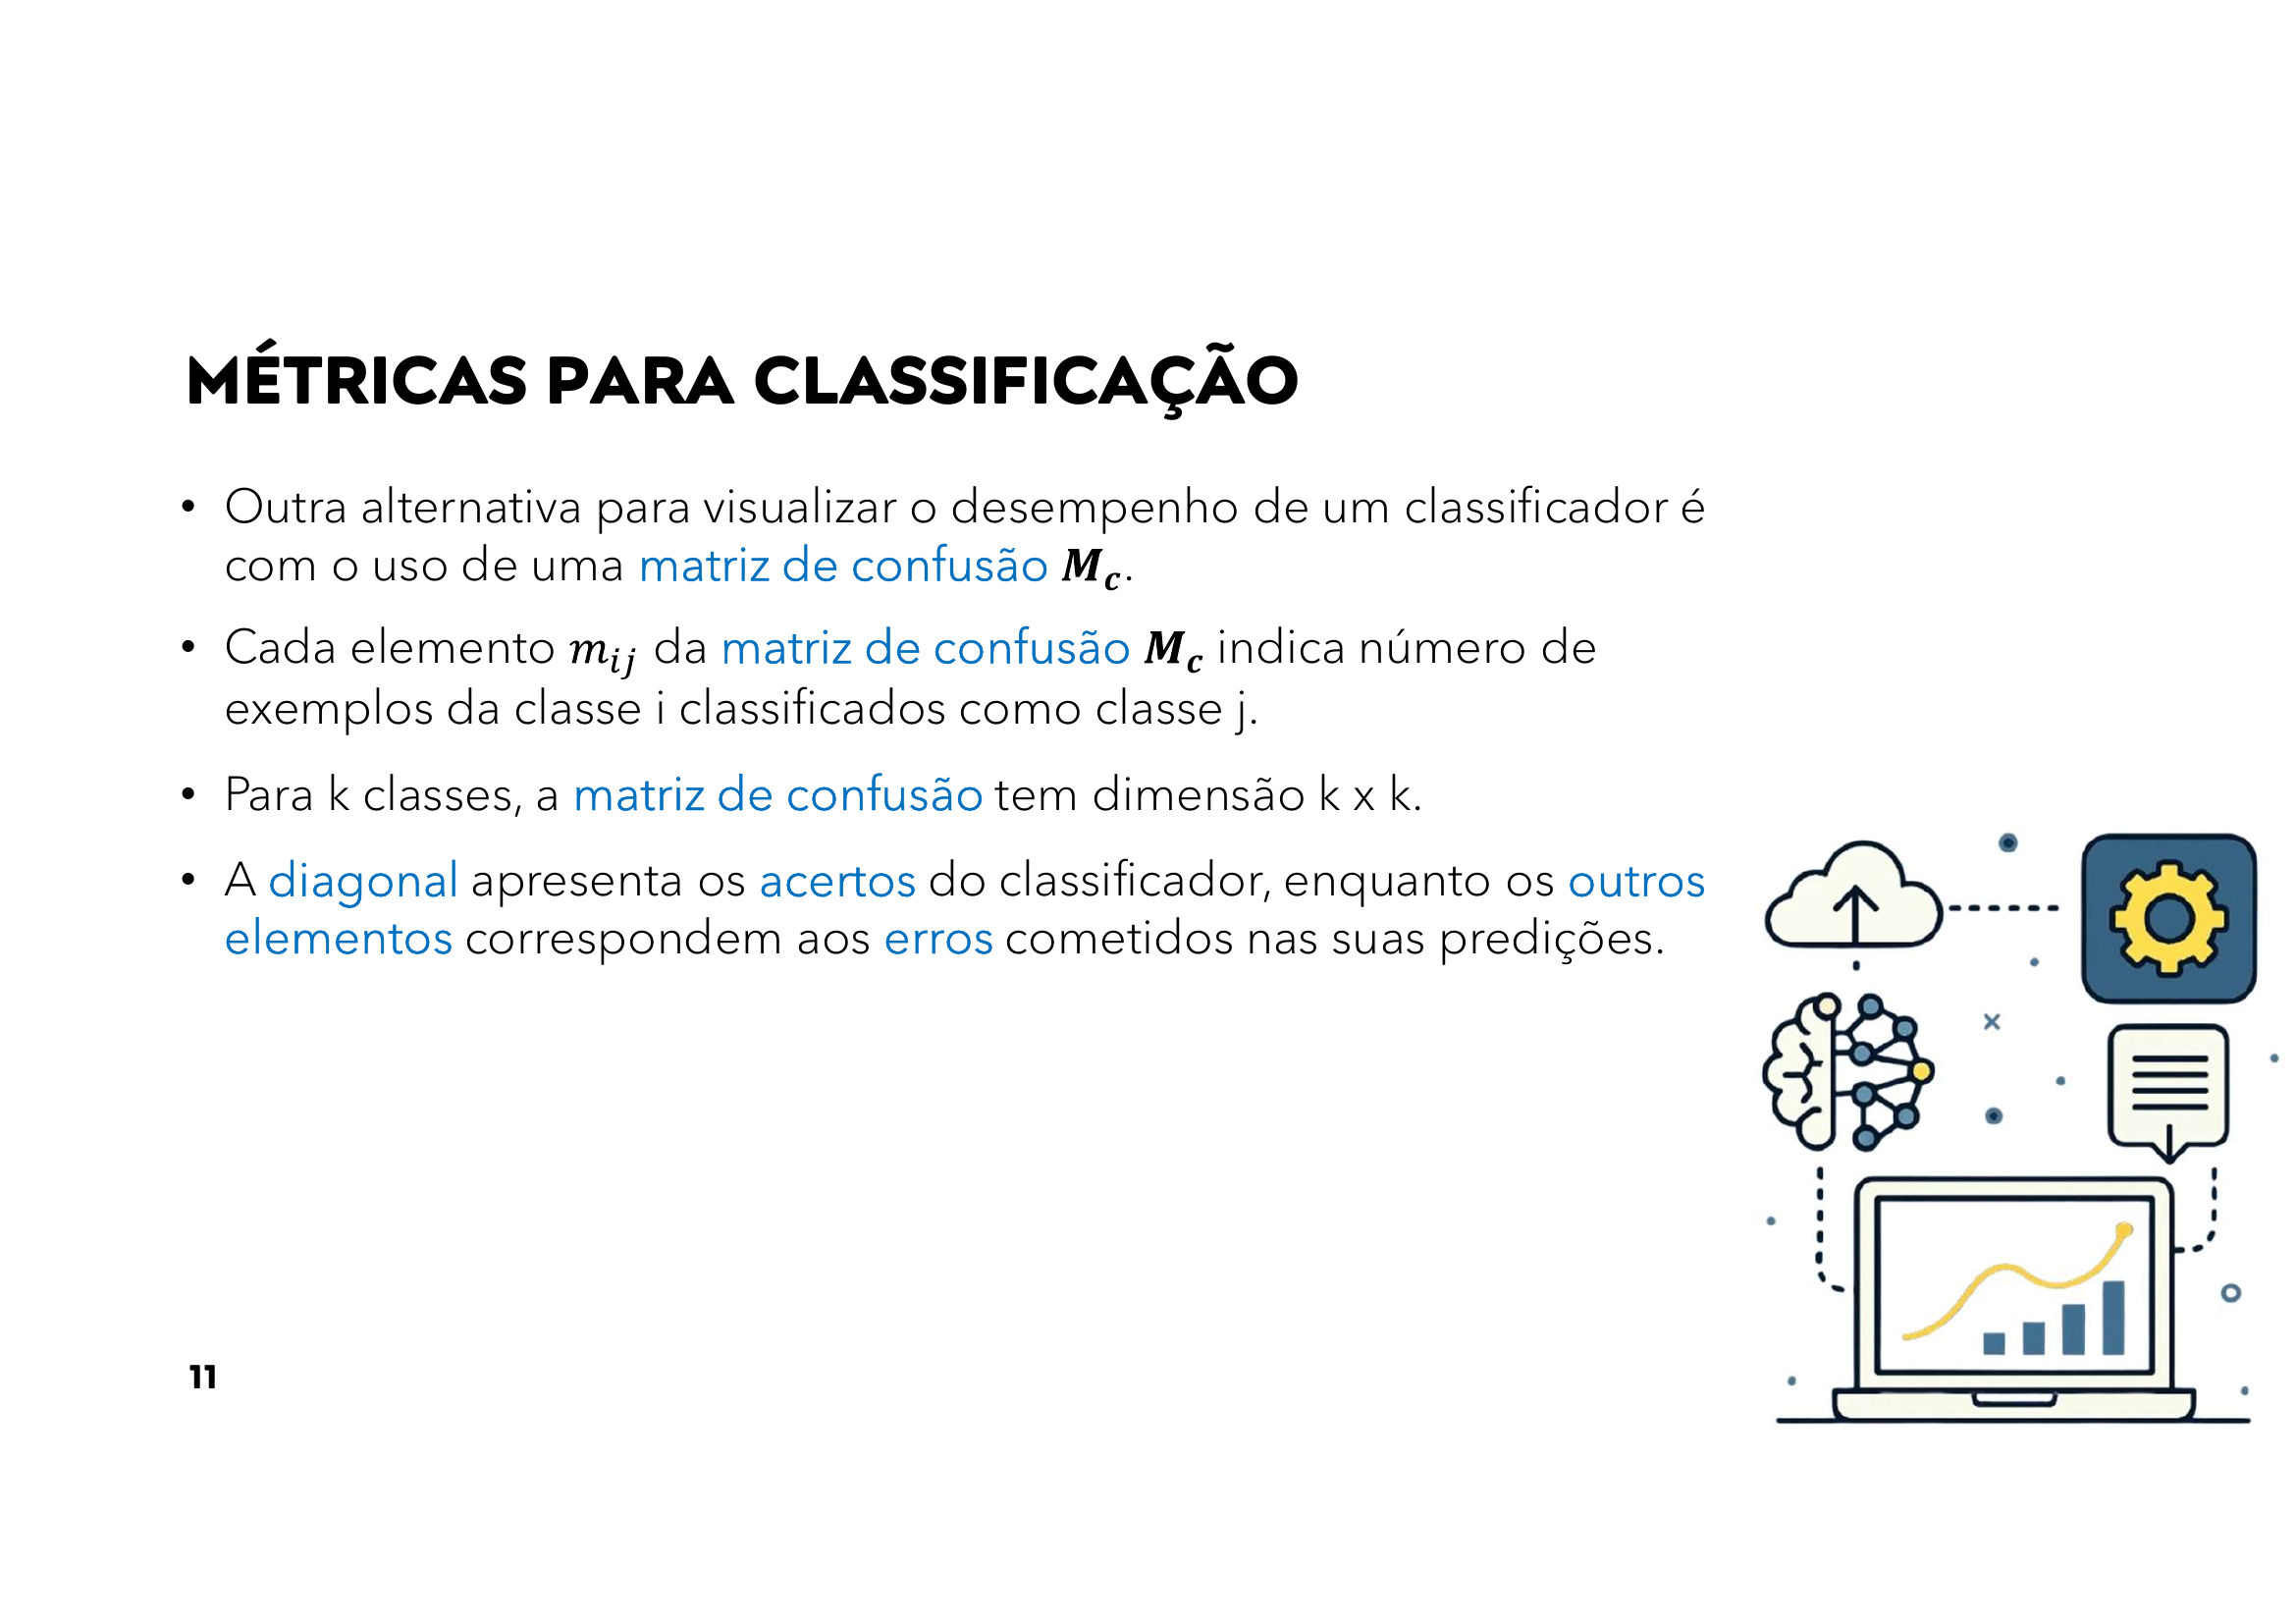 MÉTRICAS PARA CLASSIFICAÇÃO
• Outra alternativa para visualizar o desempenho de um classificador é
com o uso de uma matriz de confusão M_c.
• Cada elemento m_ij da matriz de confusão M_c indica número de
exemplos da classe i classificados como classe j.
• Para k classes, a matriz de confusão tem dimensão k x k.
• A diagonal apresenta os acertos do classificador, enquanto os outros
elementos correspondem aos erros cometidos nas suas predições.
11